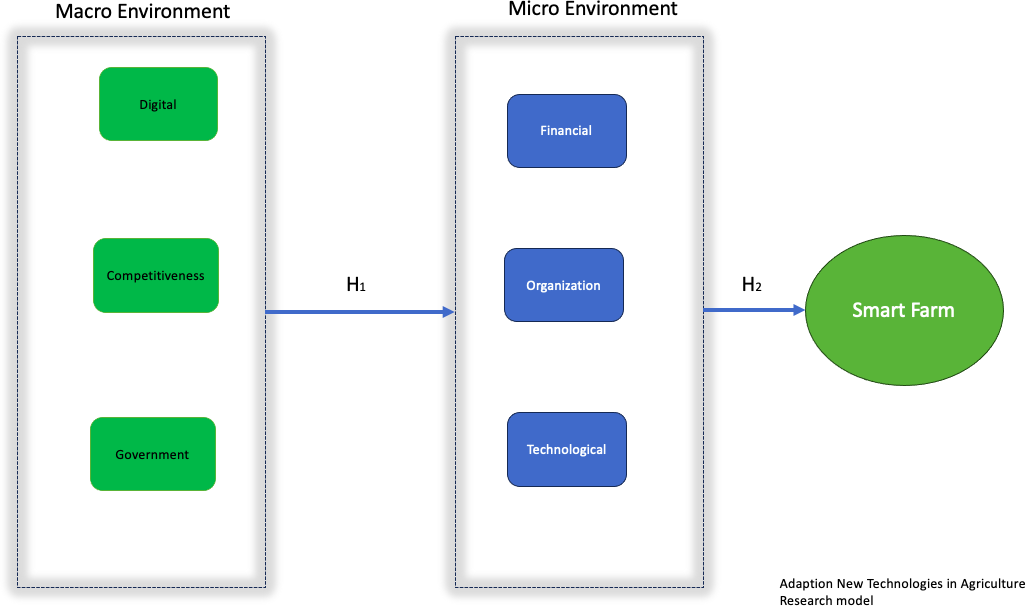 Macro Environment
Micro Environment
Digital
Financial
Competitiveness
Organization
H1
H2
Smart Farm
Government
Technological
Adaption New Technologies in Agriculture
Research model